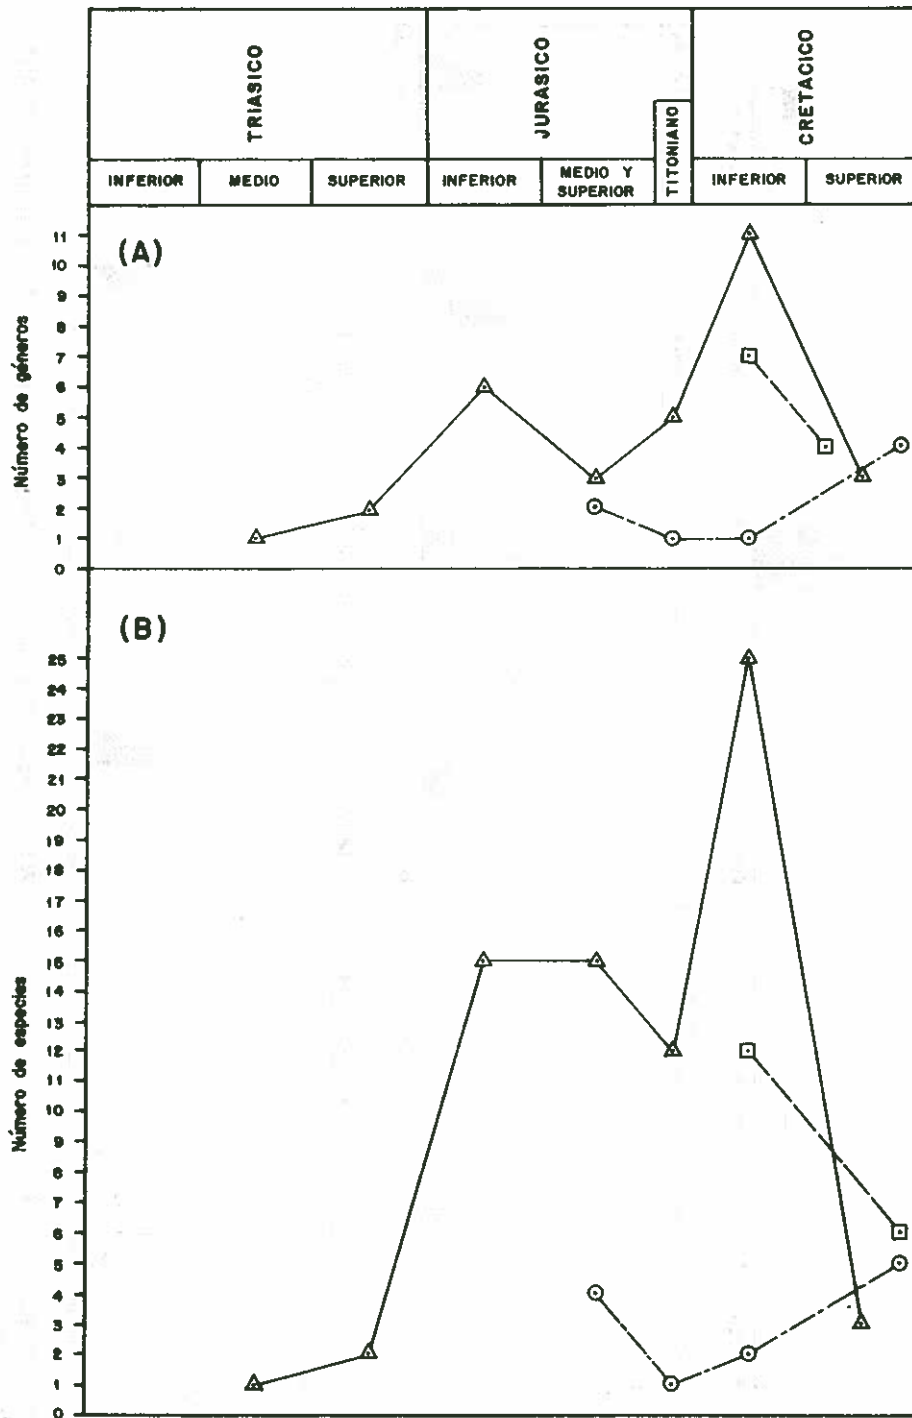 TRIASICO
JURASICO
CRETACICO
INFERIOR
MEDIO
SUPERIOR
INFERIOR
MEDIO Y
SUPERIOR
TITONIANO
INFERIOR
SUPERIOR
(A)
Número de géneros
11
10
9
8
7
6
5
4
3
2
1
0
(B)
Número de especies
25
24
23
22
21
20
19
18
17
16
15
14
13
12
11
10
9
8
7
6
5
4
3
2
1
0